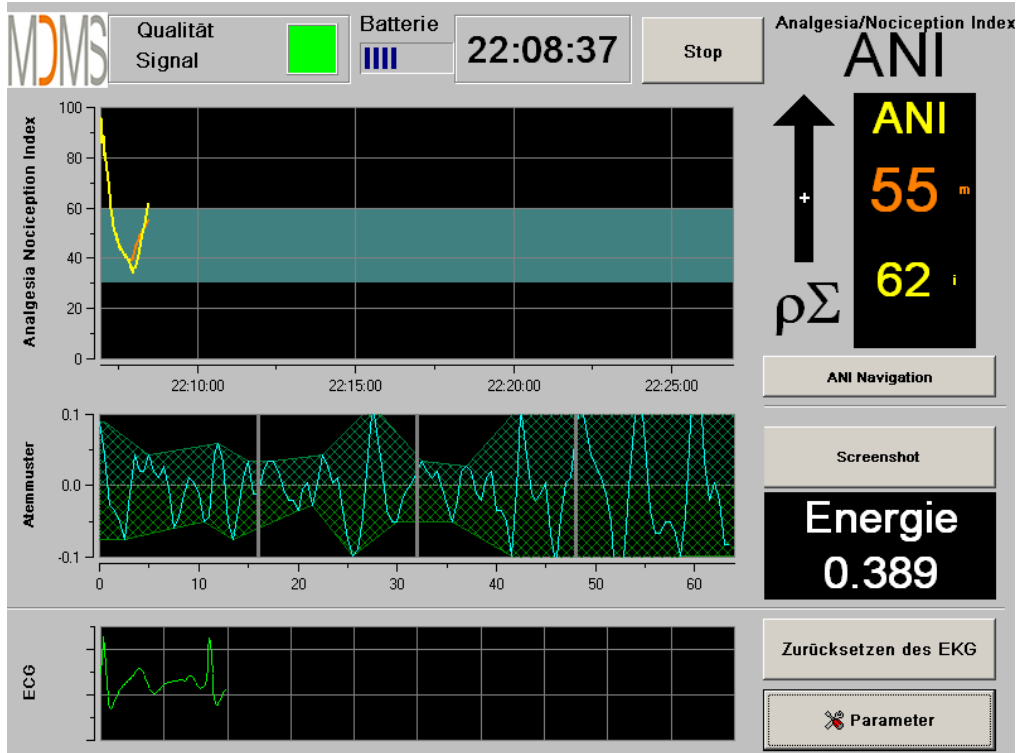 MDMS
Qualität
Signal
Batterie
22:08:37
Stop
Analgesia/Nociception Index
ANI
Analgesia Nociception Index
100
80
60
40
20
0
22:10:00
22:15:00
22:20:00
22:25:00
+
ρΣ
ANI
55 m
62 i
ANI Navigation
Atemmuster
0.1
0.0
-0.1
0
10
20
30
40
50
60
Screenshot
Energie
0.389
ECG
Zurücksetzen des EKG
Parameter